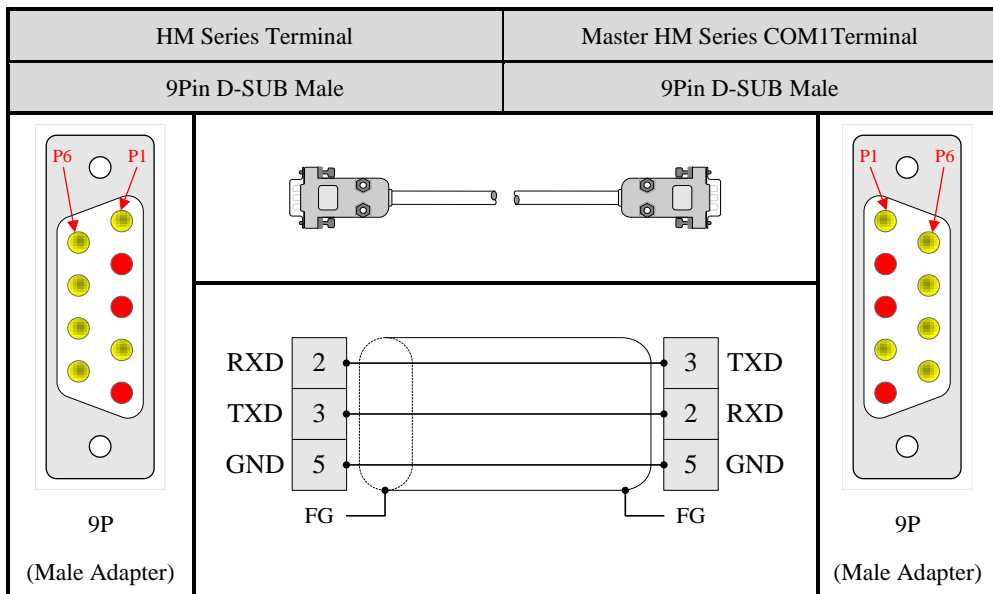 HM Series Terminal
Master HM Series COM1Terminal
9Pin D-SUB Male
9Pin D-SUB Male
P6
P1
P1
P6
RXD
2
3
TXD
TXD
3
2
RXD
GND
5
5
GND
FG
FG
9P
(Male Adapter)
9P
(Male Adapter)